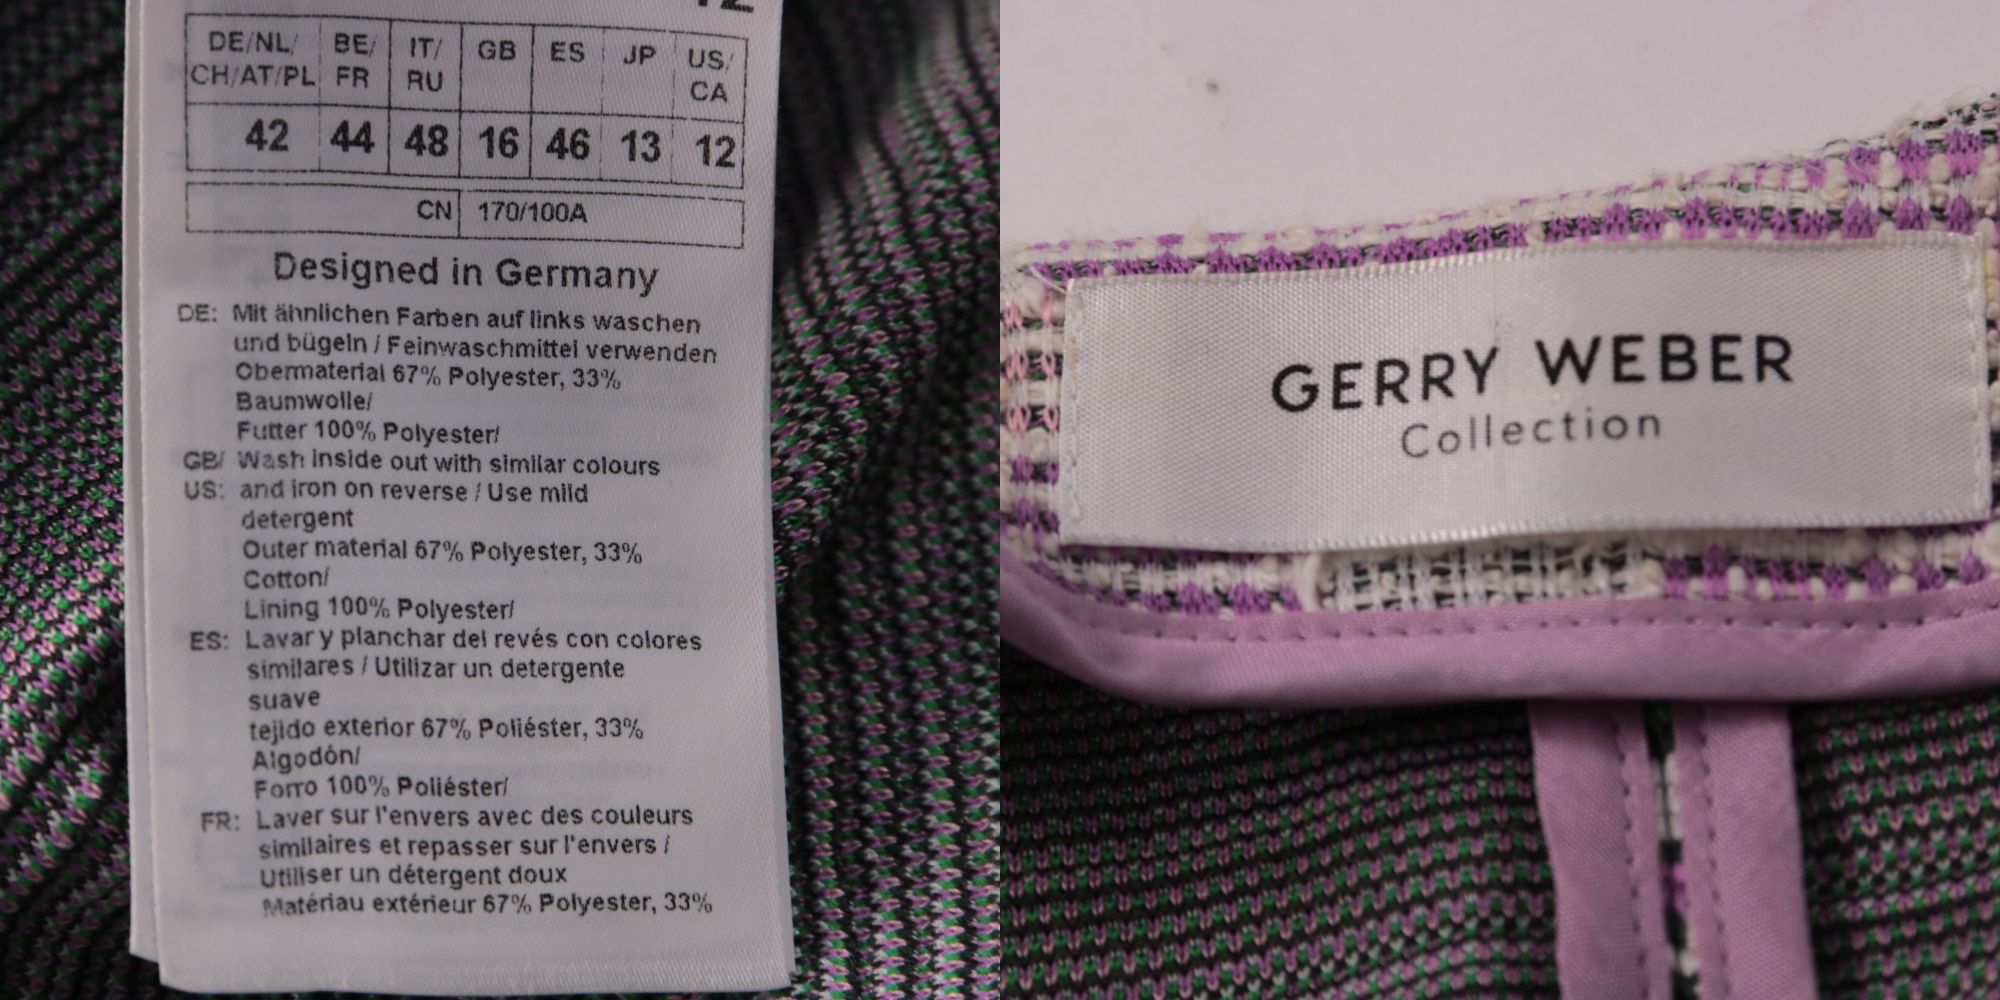 DE/NL/ BE/ IT/ GB ES JP US/
CH/AT/PL FR RU CA
42 44 48 16 46 13 12
CN 170/100A
Designed in Germany
DE: Mit ähnlichen Farben auf links waschen
und bügeln / Feinwaschmittel verwenden
Obermaterial 67% Polyester, 33%
Baumwolle/
Futter 100% Polyester/
GB/ Wash inside out with similar colours
US: and iron on reverse / Use mild
detergent
Outer material 67% Polyester, 33%
Cotton/
Lining 100% Polyester/
ES: Lavar y planchar del revés con colores
similares / Utilizar un detergente
suave
tejido exterior 67% Poliéster, 33%
Algodón/
Forro 100% Poliéster/
FR: Laver sur l'envers avec des couleurs
similaires et repasser sur l'envers /
Utiliser un détergent doux
Matériau extérieur 67% Polyester, 33%
GERRY WEBER
Collection